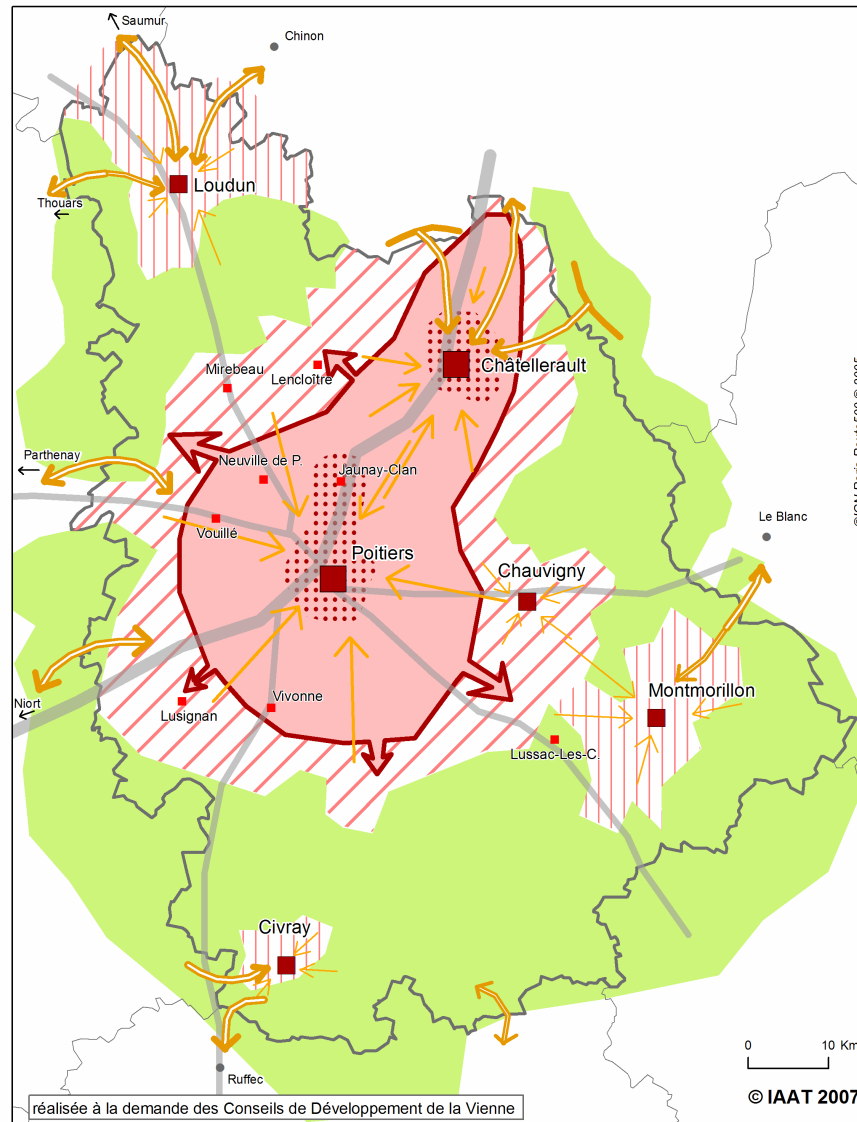 Saumur
Chinon
Loudun
Thouars
Châtellerault
Mirebeau
Lencloître
Parthenay
Neuville de P.
Jaunay-Clan
Vouillé
Le Blanc
Poitiers
Chauvigny
Niort
Lusignan
Vivonne
Montmorillon
Lussac-Les-C.
Civray
Ruffec
0 10 Km
© IAAT 2007
réalisée à la demande des Conseils de Développement de la Vienne